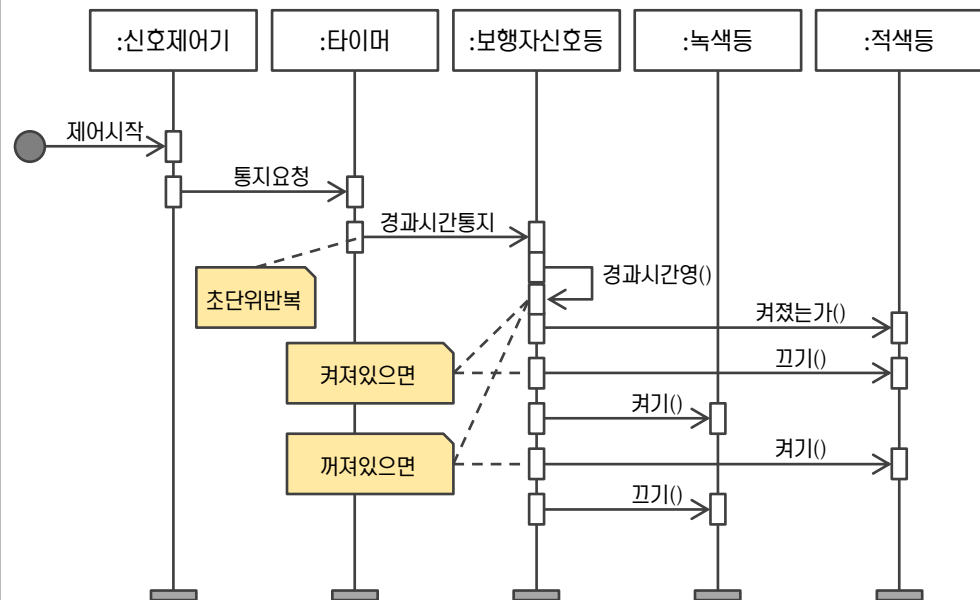 :신호제어기
:타이머
:보행자신호등
:녹색등
:적색등
제어시작
통지요청
경과시간통지
초단위반복
경과시간영()
켜졌는가()
켜져있으면
끄기()
켜기()
꺼져있으면
켜기()
끄기()